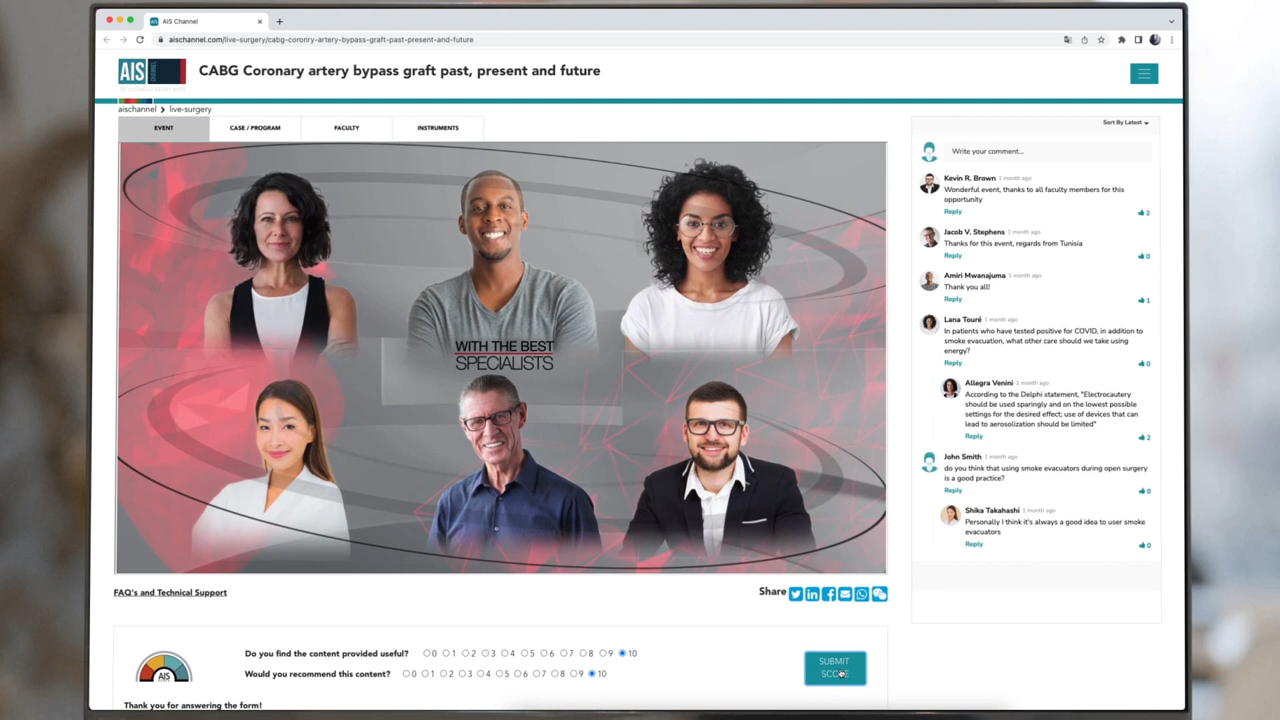 AIS Channel
aischannel.com/live-surgery/cabg-coronry-artery-bypass-graft-past-present-and-future
AIS CHANNEL
in collaboration with
CABG Coronary artery bypass graft past, present and future
aischannel > live-surgery
EVENT
CASE / PROGRAM
FACULTY
INSTRUMENTS
WITH THE BEST
SPECIALISTS
Sort By Latest
Write your comment...
Kevin R. Brown 1 month ago
Wonderful event, thanks to all faculty members for this
opportunity
Reply 2
Jacob V. Stephens 1 month ago
Thanks for this event, regards from Tunisia
Reply 0
Amiri Mwanajuma 1 month ago
Thank you all!
Reply 1
Lana Touré 1 month ago
In patients who have tested positive for COVID, in addition to
smoke evacuation, what other care should we take using
energy?
Reply 0
Allegra Venini 1 month ago
According to the Delphi statement, "Electrocautery
should be used sparingly and on the lowest possible
settings for the desired effect; use of devices that can
lead to aerosolization should be limited"
Reply 2
John Smith 1 month ago
do you think that using smoke evacuators during open surgery
is a good practice?
Reply 0
Shika Takahashi 1 month ago
Personally I think it's always a good idea to user smoke
evacuators
Reply 0
FAQ's and Technical Support
Share
AIS
Do you find the content provided useful? 0 1 2 3 4 5 6 7 8 9 10
Would you recommend this content? 0 1 2 3 4 5 6 7 8 9 10
SUBMIT
SCORE
Thank you for answering the form!